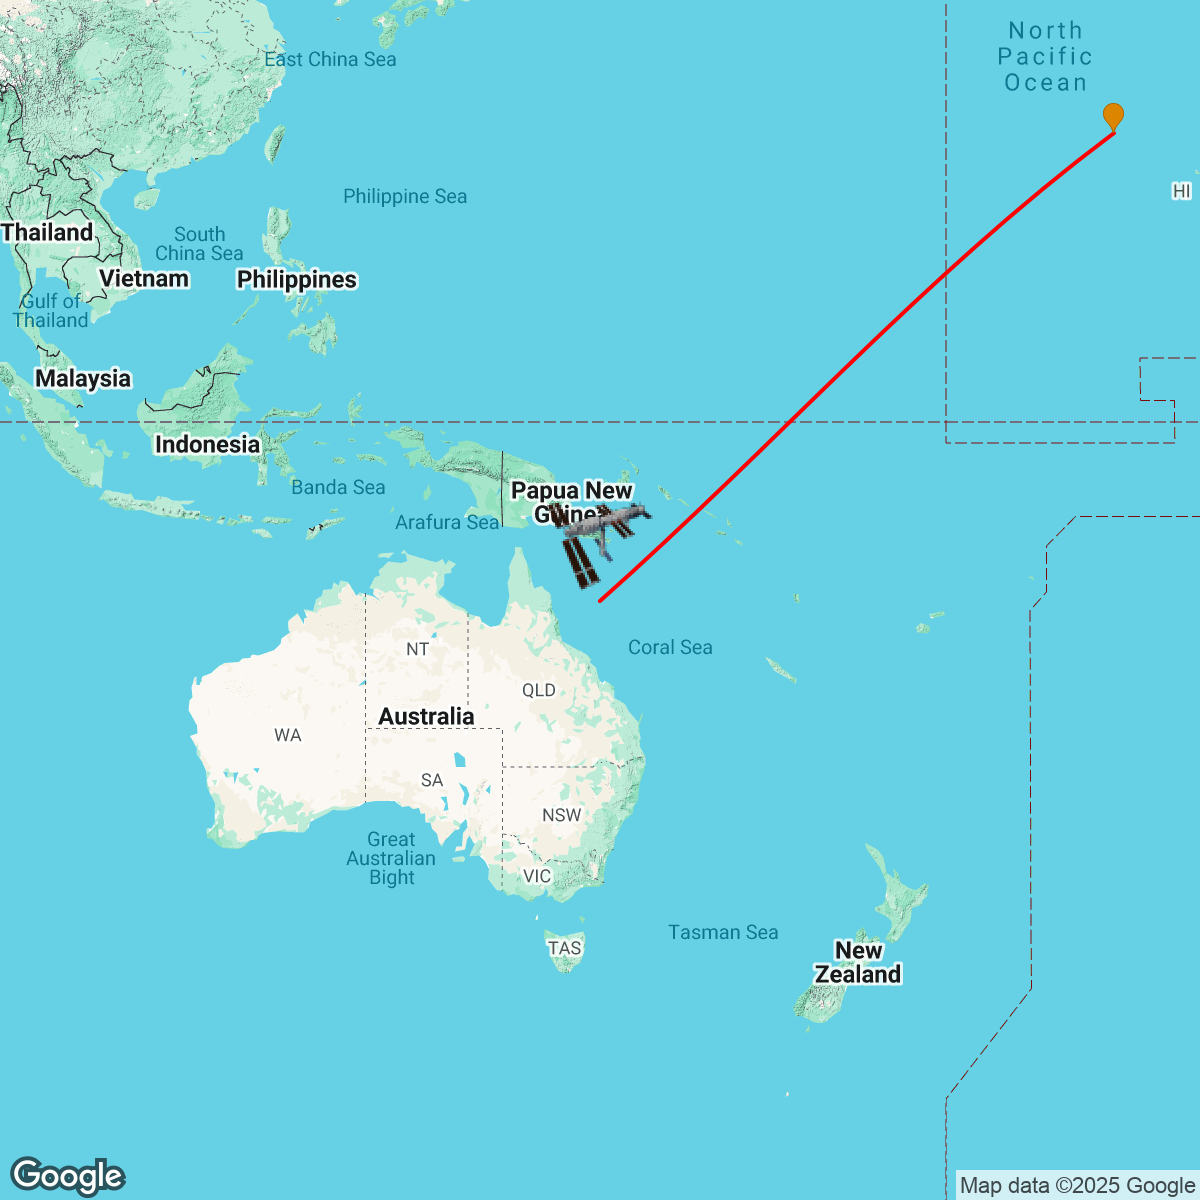 North
Pacific
Ocean
East China Sea
HI
Philippine Sea
Thailand
South
China Sea
Vietnam
Philippines
Gulf of
Thailand
Malaysia
Indonesia
Banda Sea
Papua New
Guinea
Arafura Sea
Coral Sea
NT
QLD
Australia
WA
SA
NSW
Great
Australian
Bight
VIC
TAS
Tasman Sea
New
Zealand
Google
Map data ©2025 Google